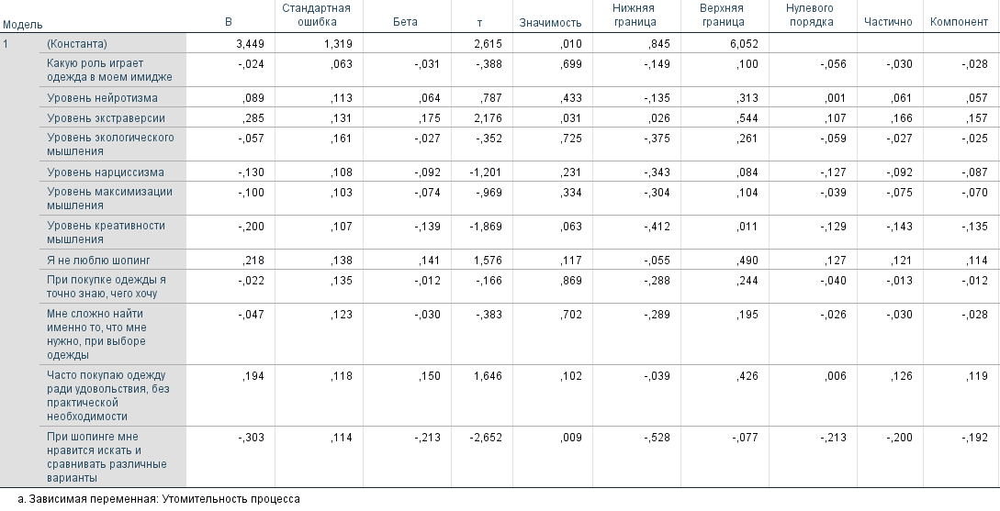 Модель B Стандартная ошибка Бета т Значимость Нижняя граница Верхняя граница Нулевого порядка Частично Компонент
1 (Константа) 3,449 1,319 2,615 ,010 ,845 6,052
Какую роль играет
одежда в моем имидже -,024 ,063 -,031 -,388 ,699 -,149 ,100 -,056 -,030 -,028
Уровень нейротизма ,089 ,113 ,064 ,787 ,433 -,135 ,313 ,001 ,061 ,057
Уровень экстраверсии ,285 ,131 ,175 2,176 ,031 ,026 ,544 ,107 ,166 ,157
Уровень экологического
мышления -,057 ,161 -,027 -,352 ,725 -,375 ,261 -,059 -,027 -,025
Уровень нарциссизма -,130 ,108 -,092 -1,201 ,231 -,343 ,084 -,127 -,092 -,087
Уровень максимизации
мышления -,100 ,103 -,074 -,969 ,334 -,304 ,104 -,039 -,075 -,070
Уровень креативности
мышления -,200 ,107 -,139 -1,869 ,063 -,412 ,011 -,129 -,143 -,135
Я не люблю шопинг ,218 ,138 ,141 1,576 ,117 -,055 ,490 ,127 ,121 ,114
При покупке одежды я
точно знаю, чего хочу -,022 ,135 -,012 -,166 ,869 -,288 ,244 -,040 -,013 -,012
Мне сложно найти
именно то, что мне
нужно, при выборе
одежды -,047 ,123 -,030 -,383 ,702 -,289 ,195 -,026 -,030 -,028
Часто покупаю одежду
ради удовольствия, без
практической
необходимости ,194 ,118 ,150 1,646 ,102 -,039 ,426 ,006 ,126 ,119
При шопинге мне
нравится искать и
сравнивать различные
варианты -,303 ,114 -,213 -2,652 ,009 -,528 -,077 -,213 -,200 -,192
a. Зависимая переменная: Утомительность процесса